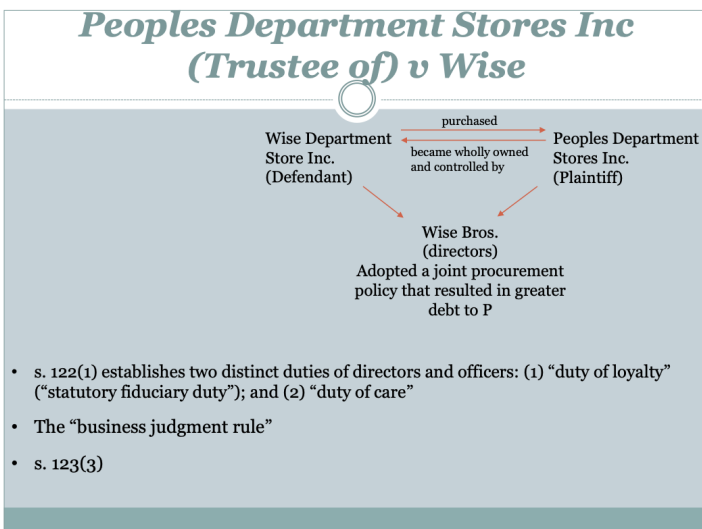 Peoples Department Stores Inc
(Trustee of) v Wise
purchased
Wise Department
Store Inc.
(Defendant)
became wholly owned
and controlled by
Peoples Department
Stores Inc.
(Plaintiff)
Wise Bros.
(directors)
Adopted a joint procurement
policy that resulted in greater
debt to P
• s. 122(1) establishes two distinct duties of directors and officers: (1) “duty of loyalty”
(“statutory fiduciary duty”); and (2) “duty of care”
• The “business judgment rule”
• s. 123(3)